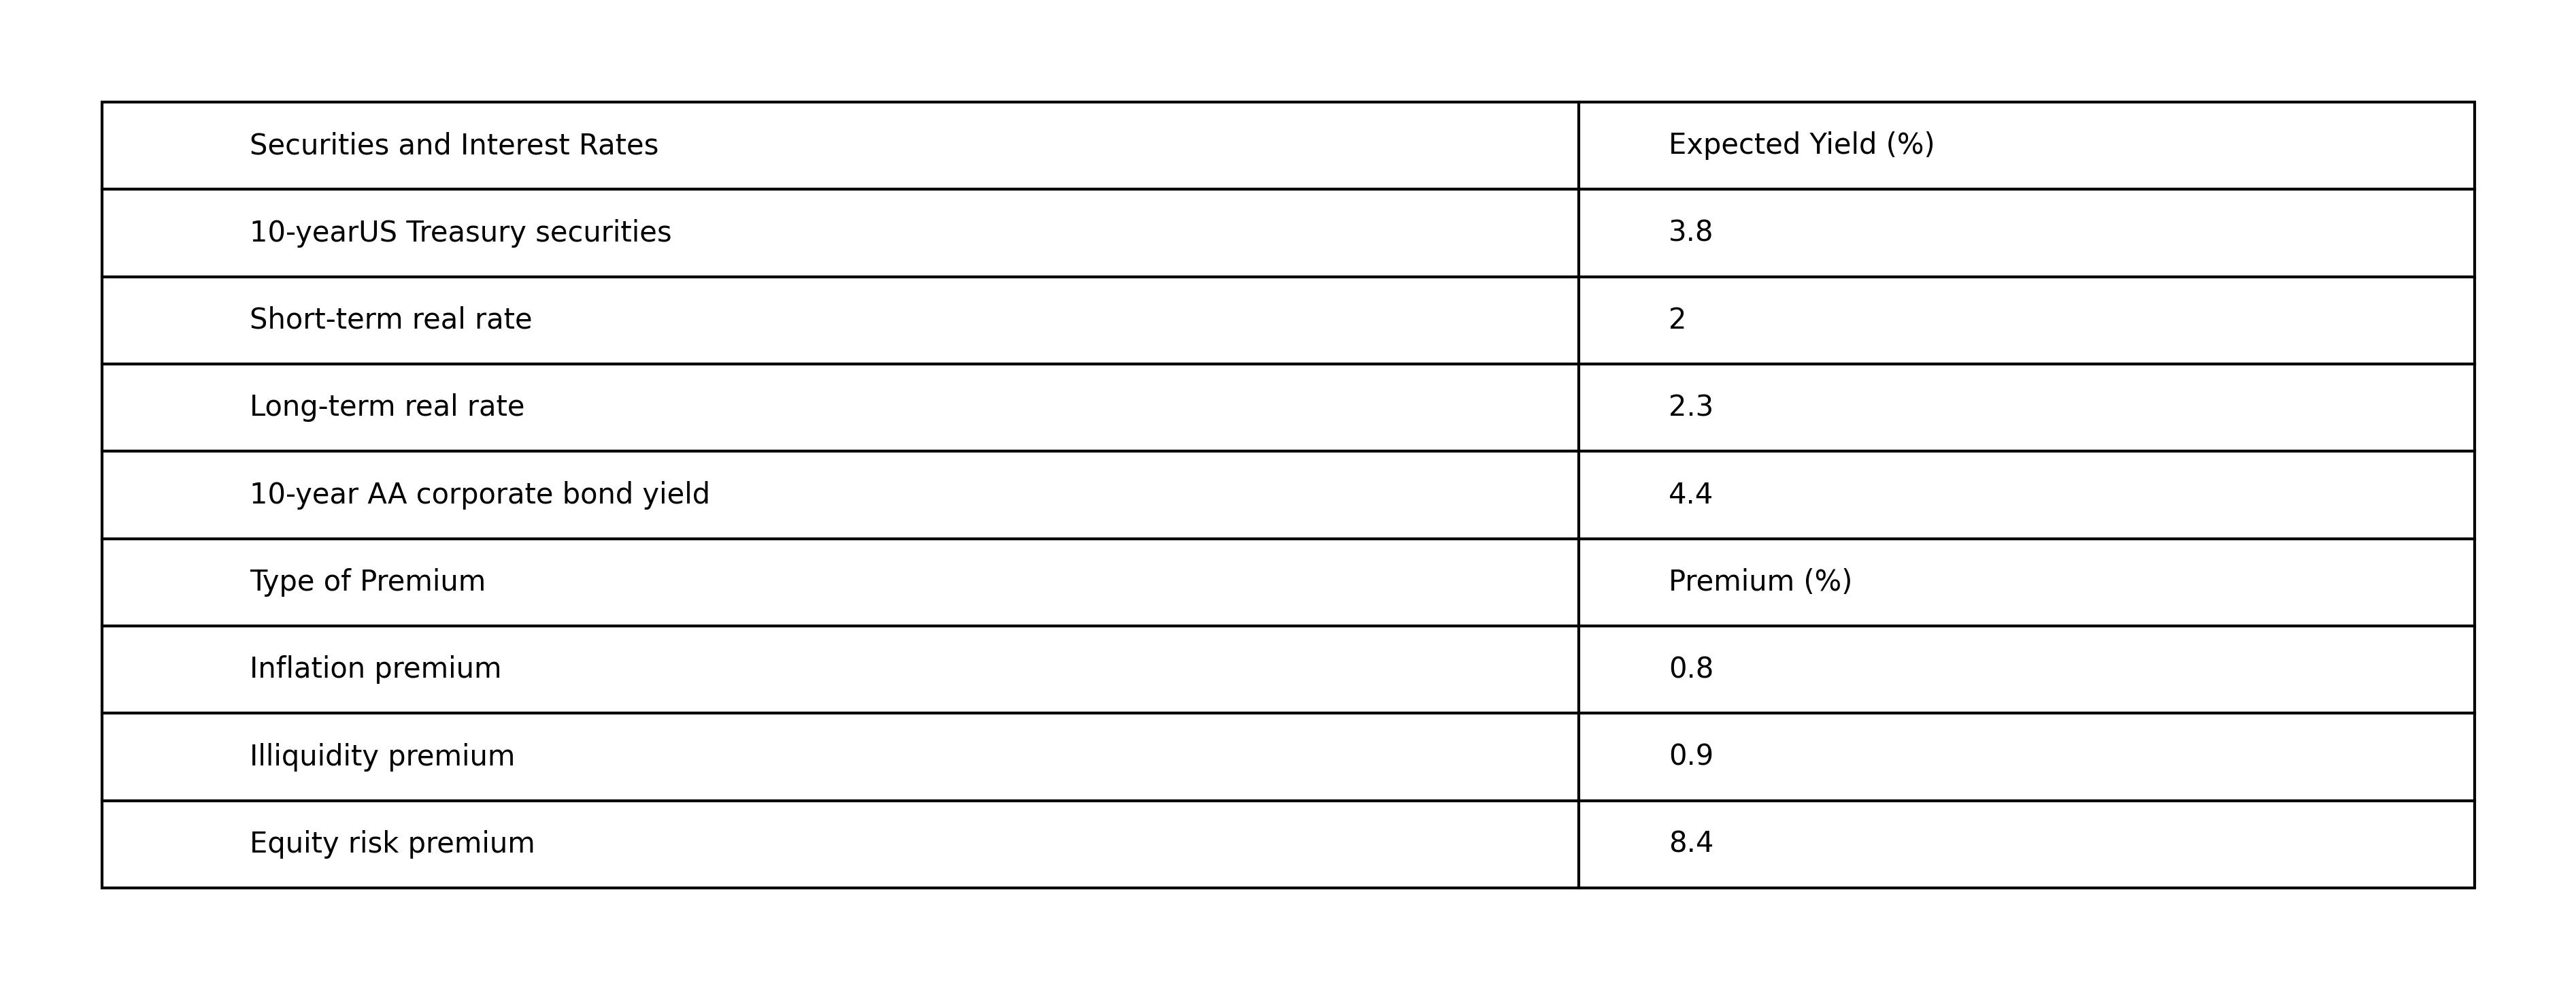 Securities and Interest Rates Expected Yield (%)
10-yearUS Treasury securities 3.8
Short-term real rate 2
Long-term real rate 2.3
10-year AA corporate bond yield 4.4
Type of Premium Premium (%)
Inflation premium 0.8
Illiquidity premium 0.9
Equity risk premium 8.4